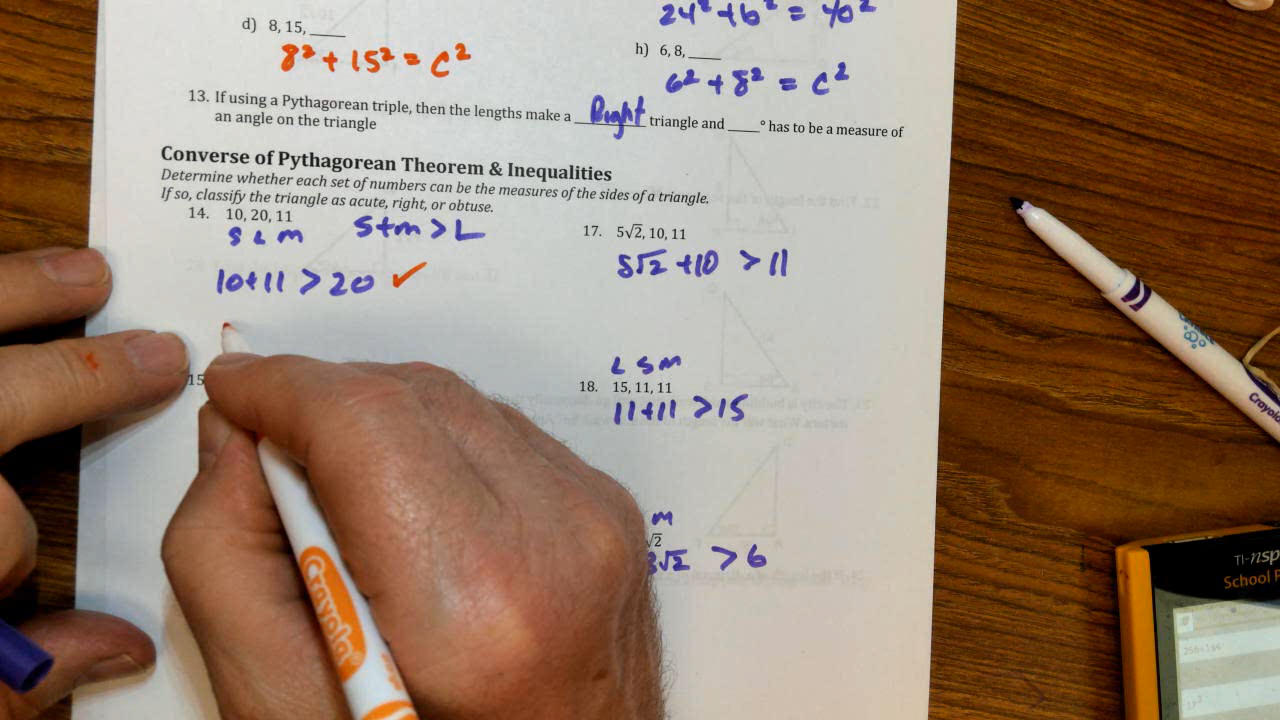 24² + b² = 40²
d) 8, 15, ____
8² + 15² = c²
h) 6, 8, ____
6² + 8² = c²
13. If using a Pythagorean triple, then the lengths make a Right triangle and ____° has to be a measure of
an angle on the triangle
Converse of Pythagorean Theorem & Inequalities
Determine whether each set of numbers can be the measures of the sides of a triangle.
If so, classify the triangle as acute, right, or obtuse.
14. 10, 20, 11
S L M S+M > L
10+11 > 20 ✓
17. 5√2, 10, 11
5√2 + 10 > 11
15
L S M
18. 15, 11, 11
11+11 > 15
M
√2
3√2 > 6
Crayola
Crayola
TI-nsp
School P